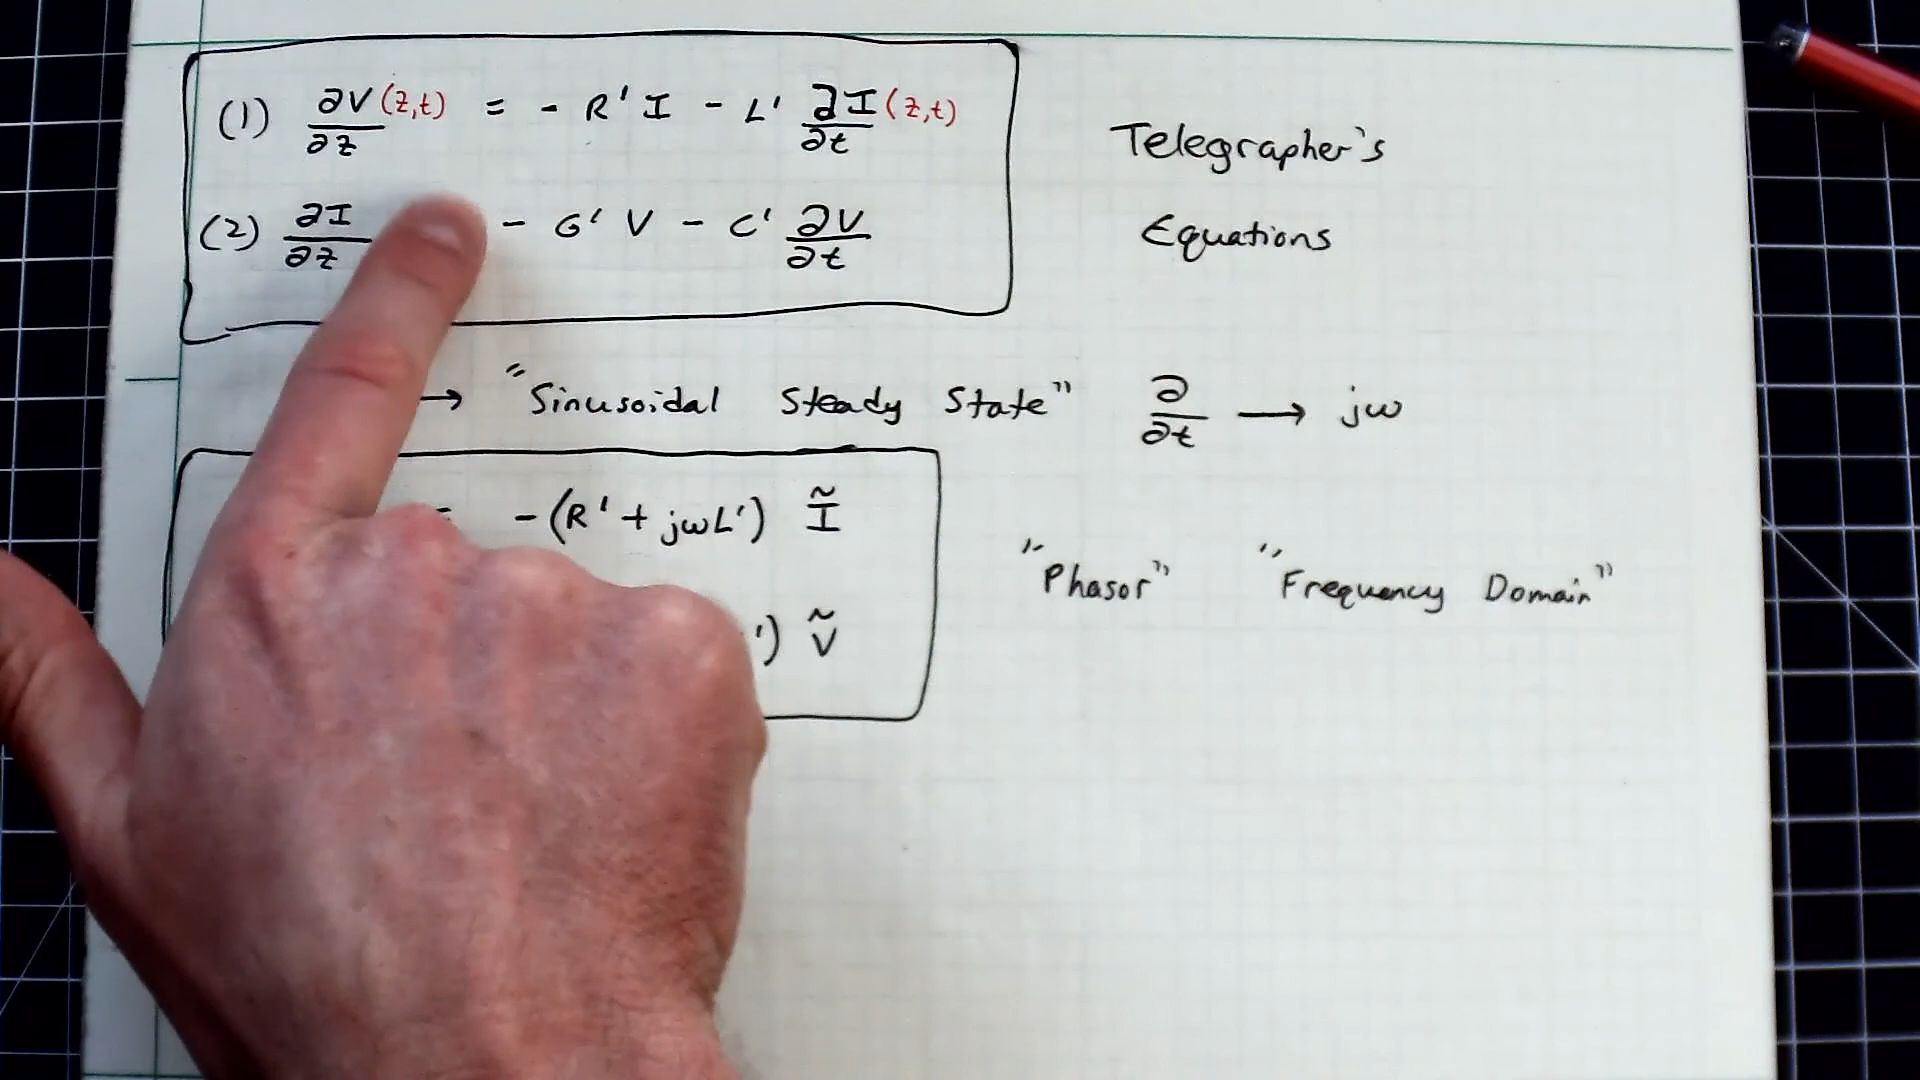 (1) ∂V(z,t)/∂z = - R' I - L' ∂I(z,t)/∂t
Telegrapher's
(2) ∂I/∂z - G' V - C' ∂V/∂t
Equations
→ "Sinusoidal Steady State" ∂/∂t → jω
= -(R' + jωL') Ĩ
"Phasor" "Frequency Domain"
') Ṽ